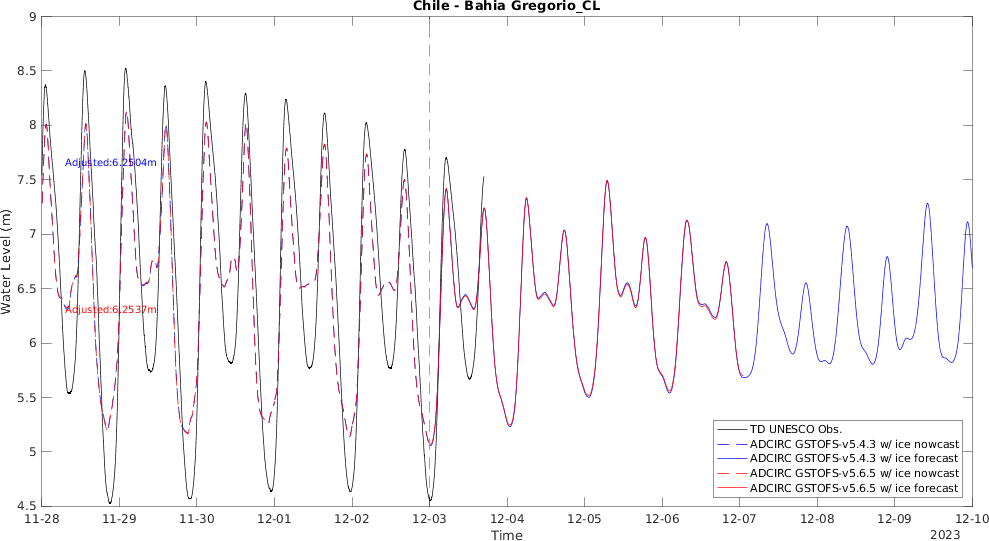 Chile - Bahia Gregorio_CL
9
8.5
8
7.5
7
6.5
6
5.5
5
4.5
Water Level (m)
Adjusted:6.2504m
Adjusted:6.2537m
TD UNESCO Obs.
ADCIRC GSTOFS-v5.4.3 w/ ice nowcast
ADCIRC GSTOFS-v5.4.3 w/ ice forecast
ADCIRC GSTOFS-v5.6.5 w/ ice nowcast
ADCIRC GSTOFS-v5.6.5 w/ ice forecast
11-28 11-29 11-30 12-01 12-02 12-03 12-04 12-05 12-06 12-07 12-08 12-09 12-10
Time
2023